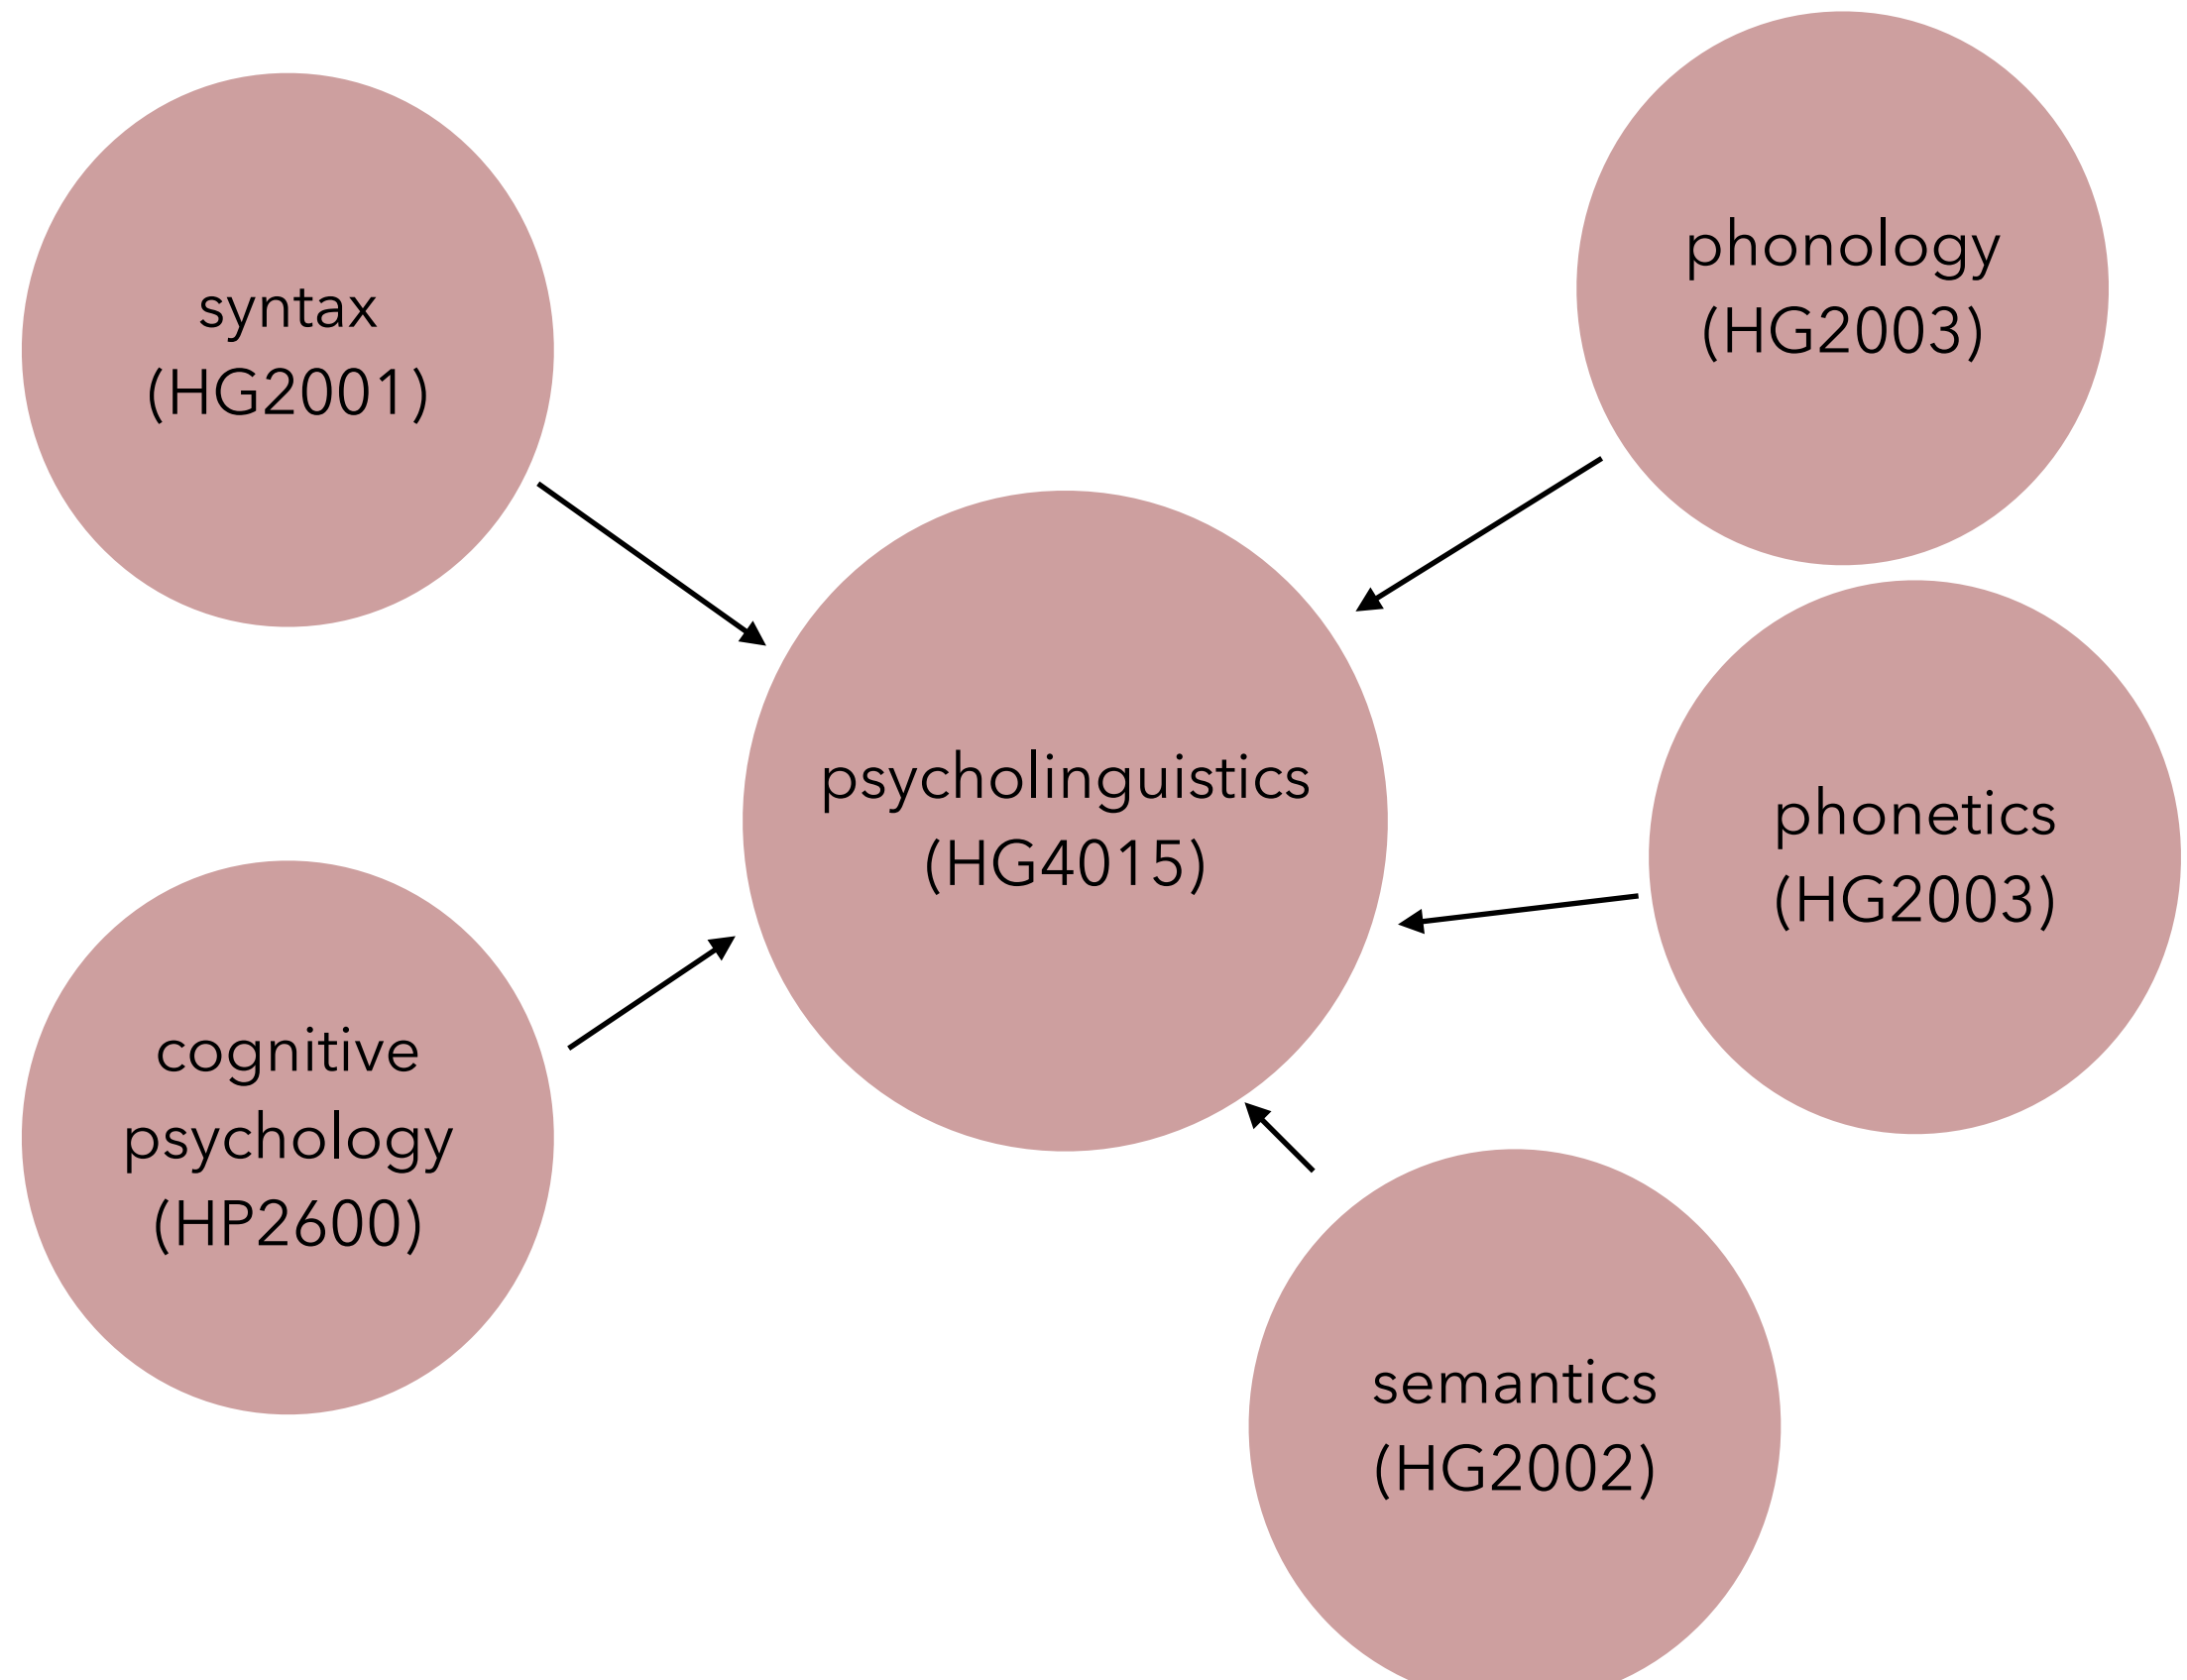 syntax
(HG2001)
phonology
(HG2003)
psycholinguistics
(HG4015)
phonetics
(HG2003)
cognitive
psychology
(HP2600)
semantics
(HG2002)